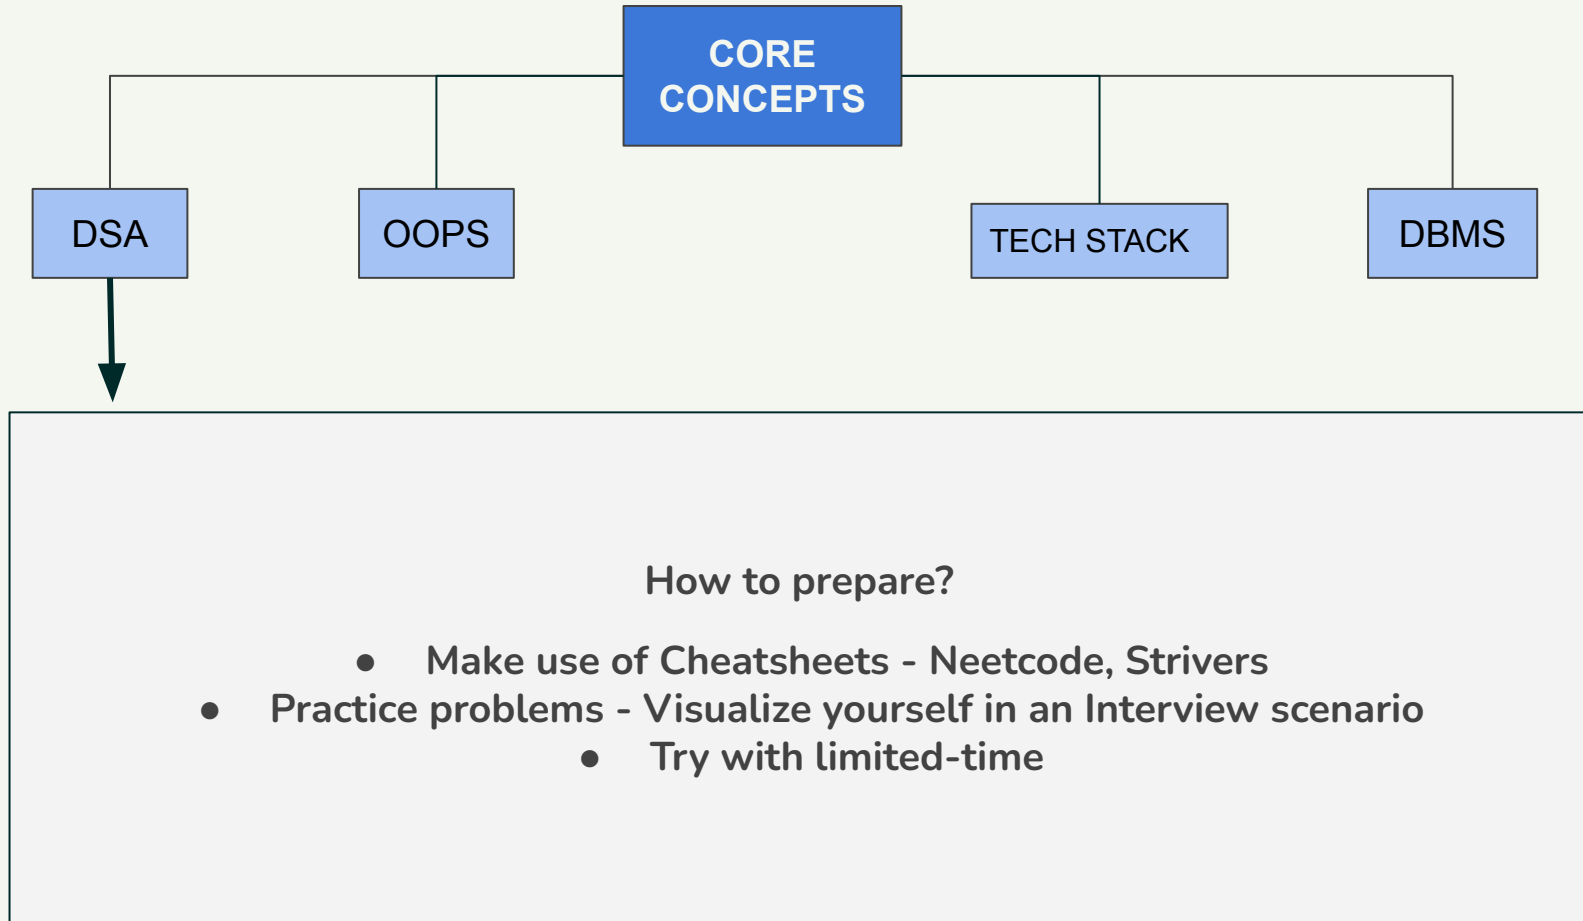 CORE
CONCEPTS
DSA
OOPS
TECH STACK
DBMS
How to prepare?
● Make use of Cheatsheets - Neetcode, Strivers
● Practice problems - Visualize yourself in an Interview scenario
● Try with limited-time